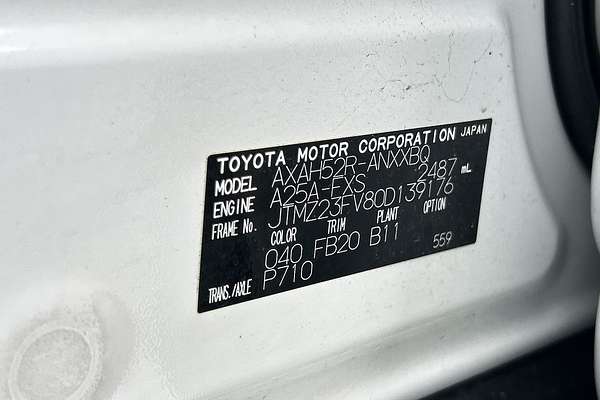 TOYOTA MOTOR CORPORATION JAPAN
MODEL AXAH52R-ANXXBQ
ENGINE A25A-FXS 2487 mL
FRAME No. JTMZ23FV80D139176
COLOR TRIM PLANT OPTION
040 FB20 B11 559
TRANS./AXLE P710